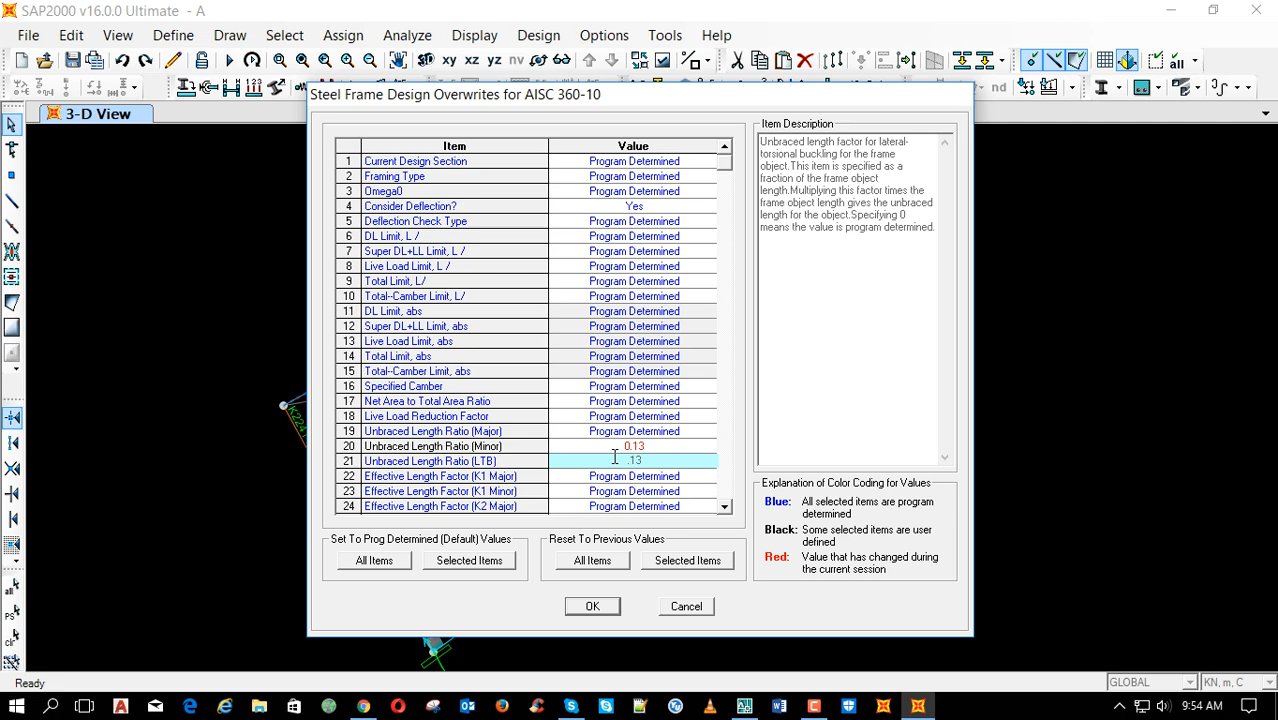 SAP2000 v16.0.0 Ultimate - A
File Edit View Define Draw Select Assign Analyze Display Design Options Tools Help
xy xz yz nv all
nd
3-D View
Steel Frame Design Overwrites for AISC 360-10
Item Value
1 Current Design Section Program Determined
2 Framing Type Program Determined
3 Omega0 Program Determined
4 Consider Deflection? Yes
5 Deflection Check Type Program Determined
6 DL Limit, L / Program Determined
7 Super DL+LL Limit, L / Program Determined
8 Live Load Limit, L / Program Determined
9 Total Limit, L/ Program Determined
10 Total--Camber Limit, L/ Program Determined
11 DL Limit, abs Program Determined
12 Super DL+LL Limit, abs Program Determined
13 Live Load Limit, abs Program Determined
14 Total Limit, abs Program Determined
15 Total--Camber Limit, abs Program Determined
16 Specified Camber Program Determined
17 Net Area to Total Area Ratio Program Determined
18 Live Load Reduction Factor Program Determined
19 Unbraced Length Ratio (Major) Program Determined
20 Unbraced Length Ratio (Minor) 0.13
21 Unbraced Length Ratio (LTB) .13
22 Effective Length Factor (K1 Major) Program Determined
23 Effective Length Factor (K1 Minor) Program Determined
24 Effective Length Factor (K2 Major) Program Determined
Item Description
Unbraced length factor for lateral-
torsional buckling for the frame
object.This item is specified as a
fraction of the frame object
length.Multiplying this factor times the
frame object length gives the unbraced
length for the object.Specifying 0
means the value is program determined.
Explanation of Color Coding for Values
Blue: All selected items are program
determined
Black: Some selected items are user
defined
Red: Value that has changed during
the current session
Set To Prog Determined (Default) Values
All Items Selected Items
Reset To Previous Values
All Items Selected Items
OK Cancel
all
PS
clr
Ready
GLOBAL KN, m, C
9:54 AM